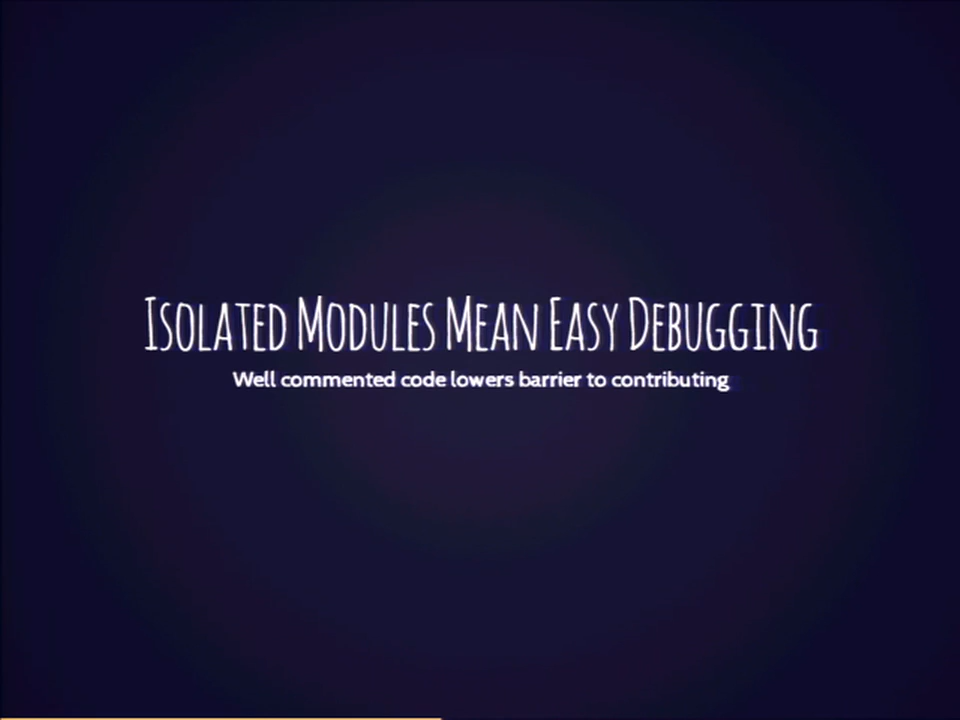 Isolated Modules Mean Easy Debugging
Well commented code lowers barrier to contributing